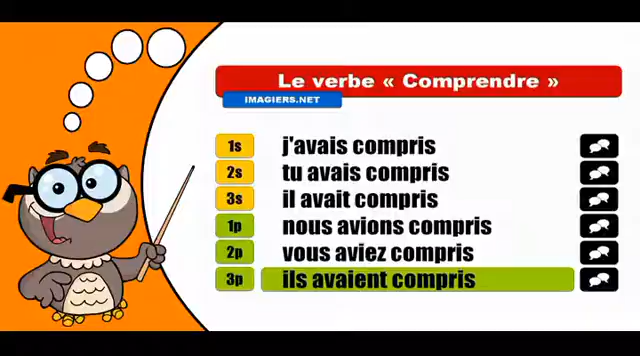 Le verbe « Comprendre »
IMAGIERS.NET
1s j'avais compris
2s tu avais compris
3s il avait compris
1p nous avions compris
2p vous aviez compris
3p ils avaient compris